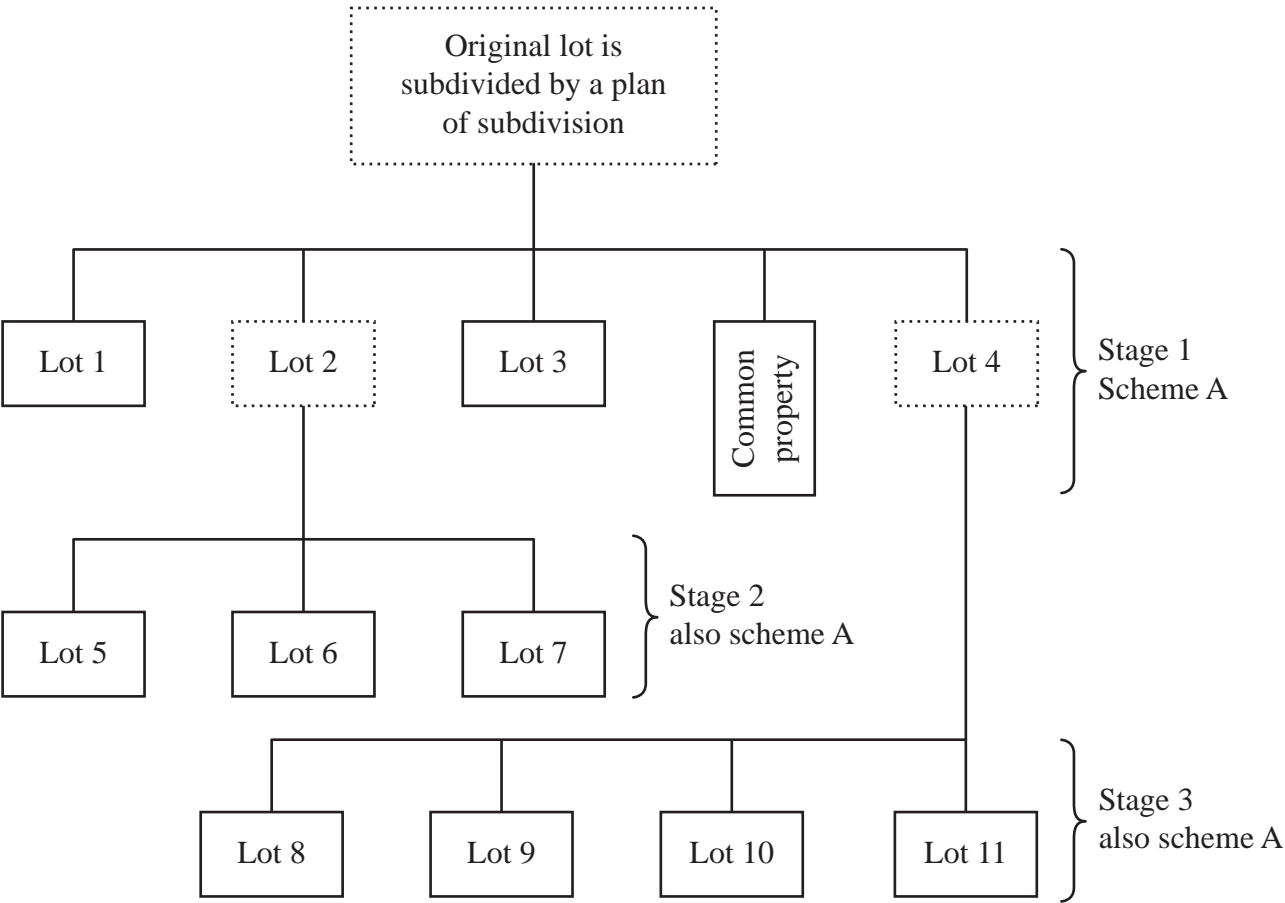 Original lot is
subdivided by a plan
of subdivision
Lot 1
Lot 2
Lot 3
Common
property
Lot 4
Stage 1
Scheme A
Lot 5
Lot 6
Lot 7
Stage 2
also scheme A
Lot 8
Lot 9
Lot 10
Lot 11
Stage 3
also scheme A